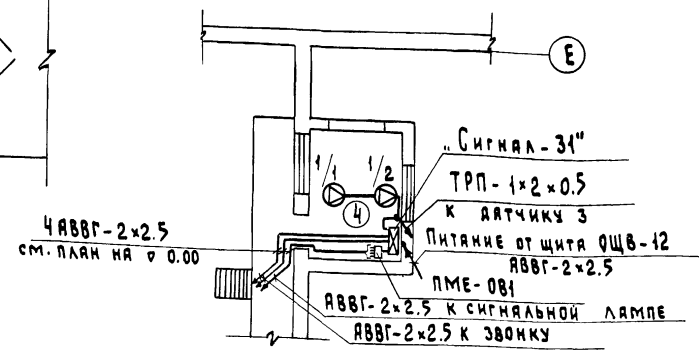 Е
„Сигнал-31"
1/1
1/2
ТРП-1×2×0.5
4
к датчику 3
4АВВГ-2×2.5
Питание от щита ОЩВ-12
см. план на 0.00
АВВГ-2×2.5
ПМЕ-081
АВВГ-2×2.5 к сигнальной лампе
АВВГ-2×2.5 к звонку